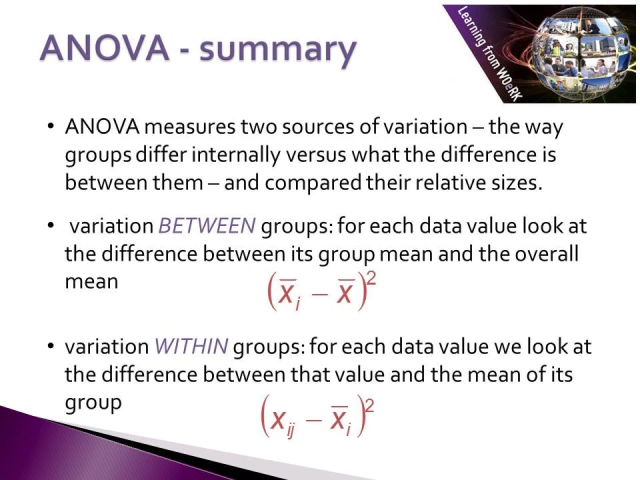 ANOVA - summary
Learning from WOeRK
• ANOVA measures two sources of variation – the way
groups differ internally versus what the difference is
between them – and compared their relative sizes.
• variation BETWEEN groups: for each data value look at
the difference between its group mean and the overall
mean
(x̅ᵢ – x̅)²
• variation WITHIN groups: for each data value we look at
the difference between that value and the mean of its
group
(xᵢⱼ – x̅ᵢ)²